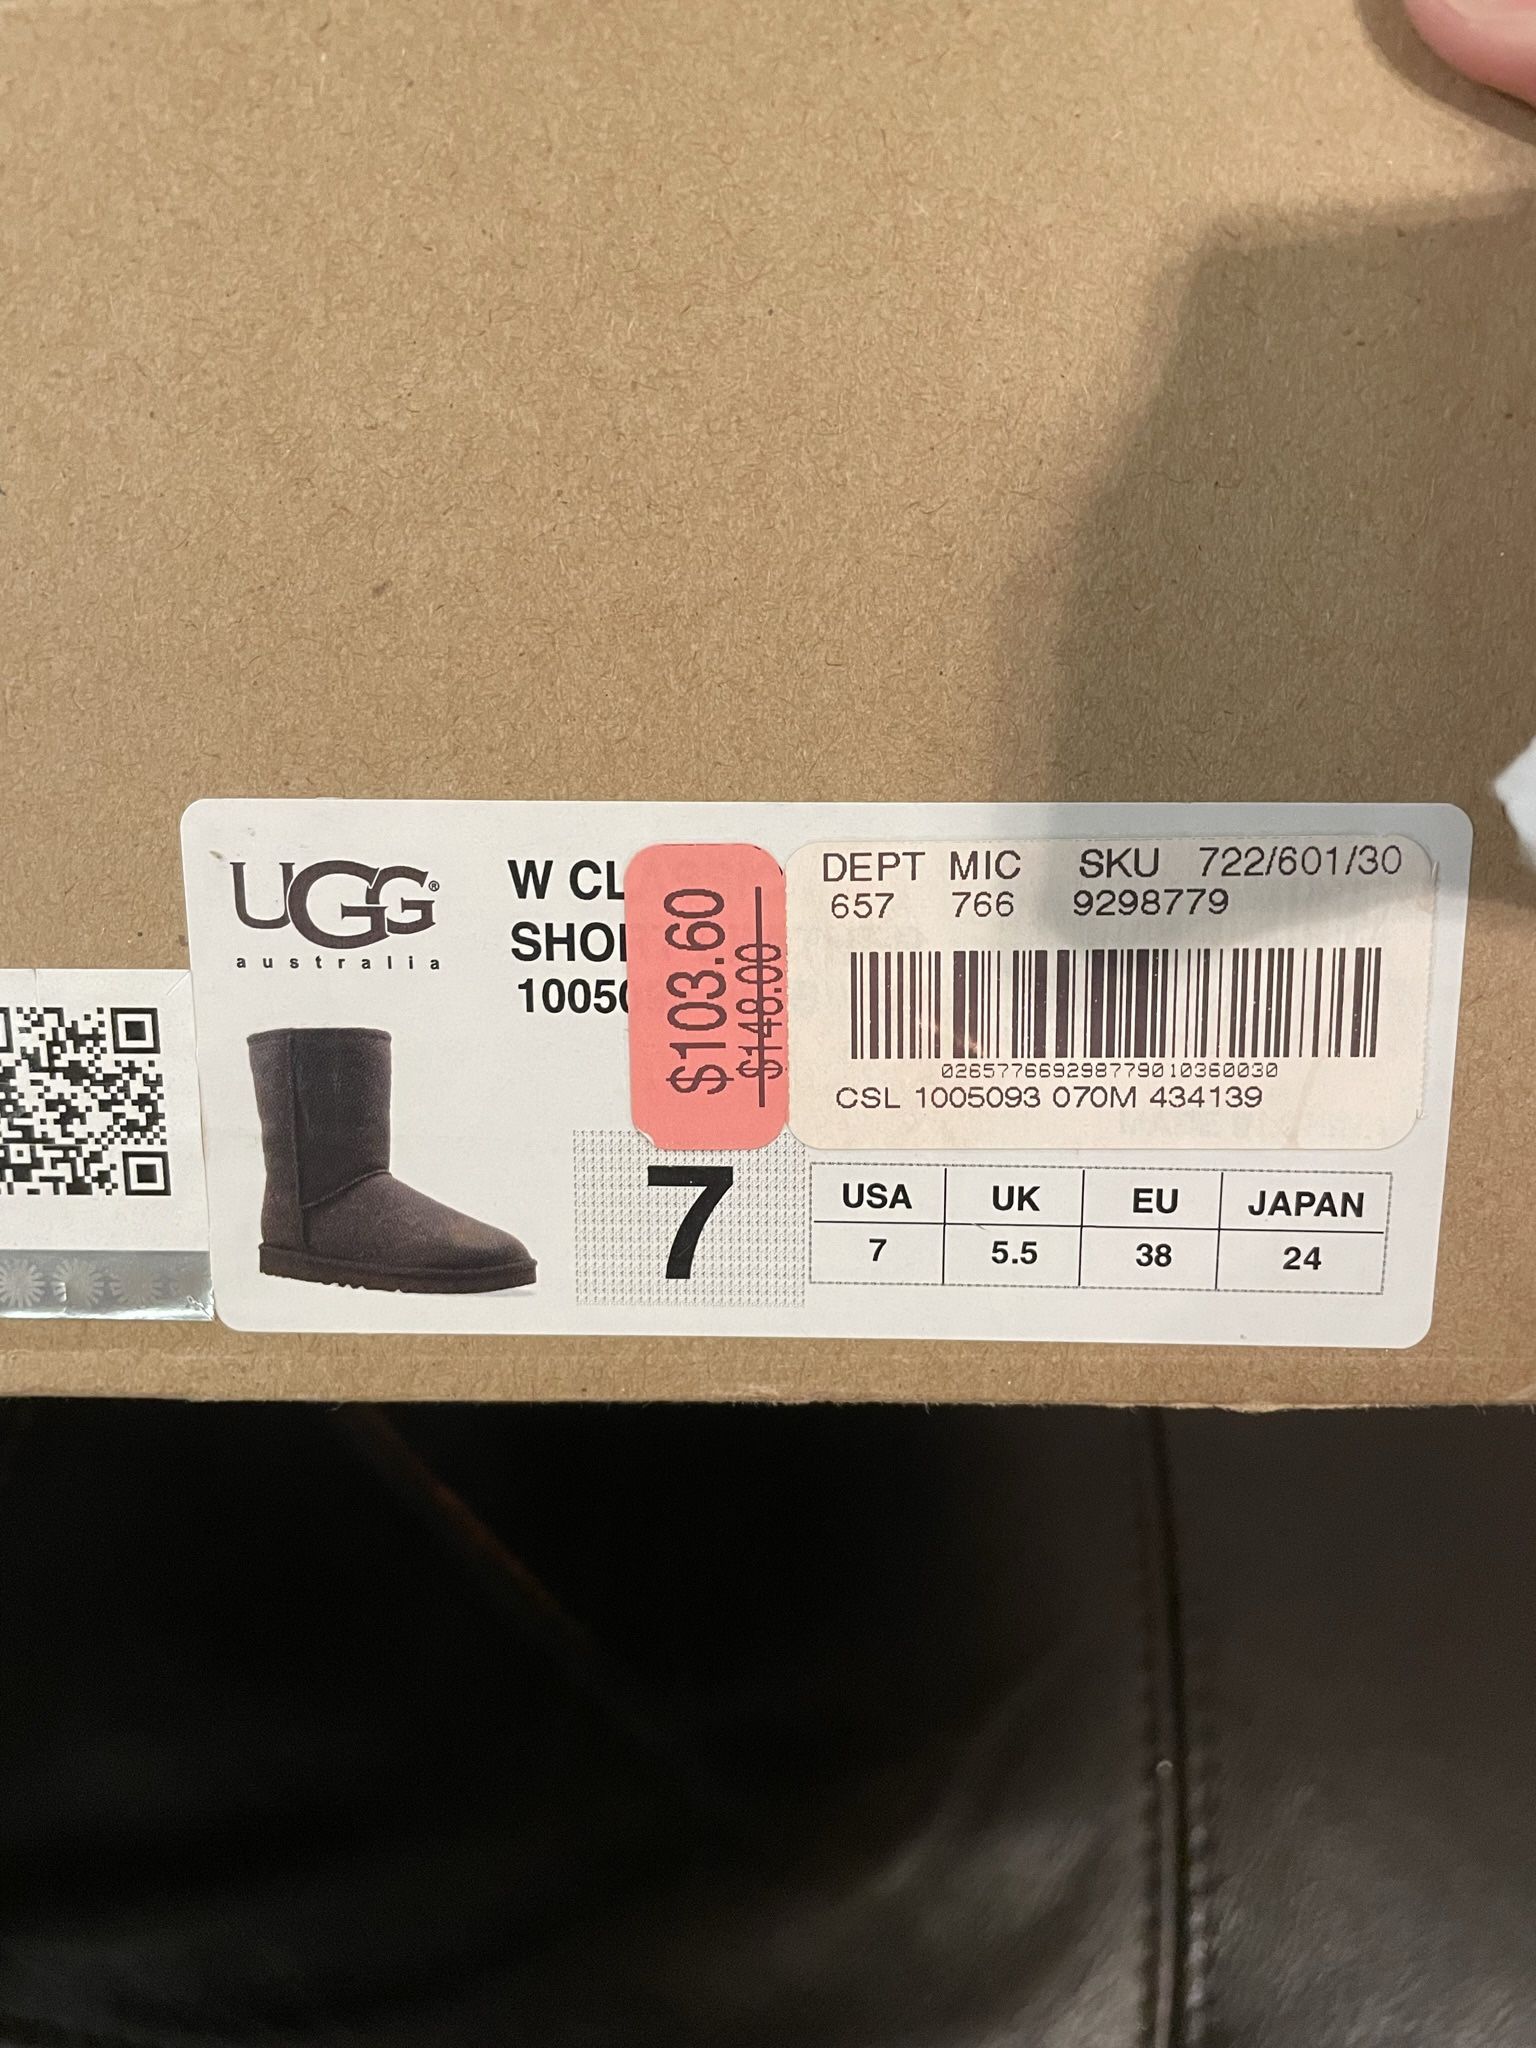 UGG®
australia
W CL
SHO
1005
$103.60
$148.00
DEPT MIC SKU 722/601/30
657 766 9298779
026577669298779010360030
CSL 1005093 070M 434139
7
USA UK EU JAPAN
7 5.5 38 24